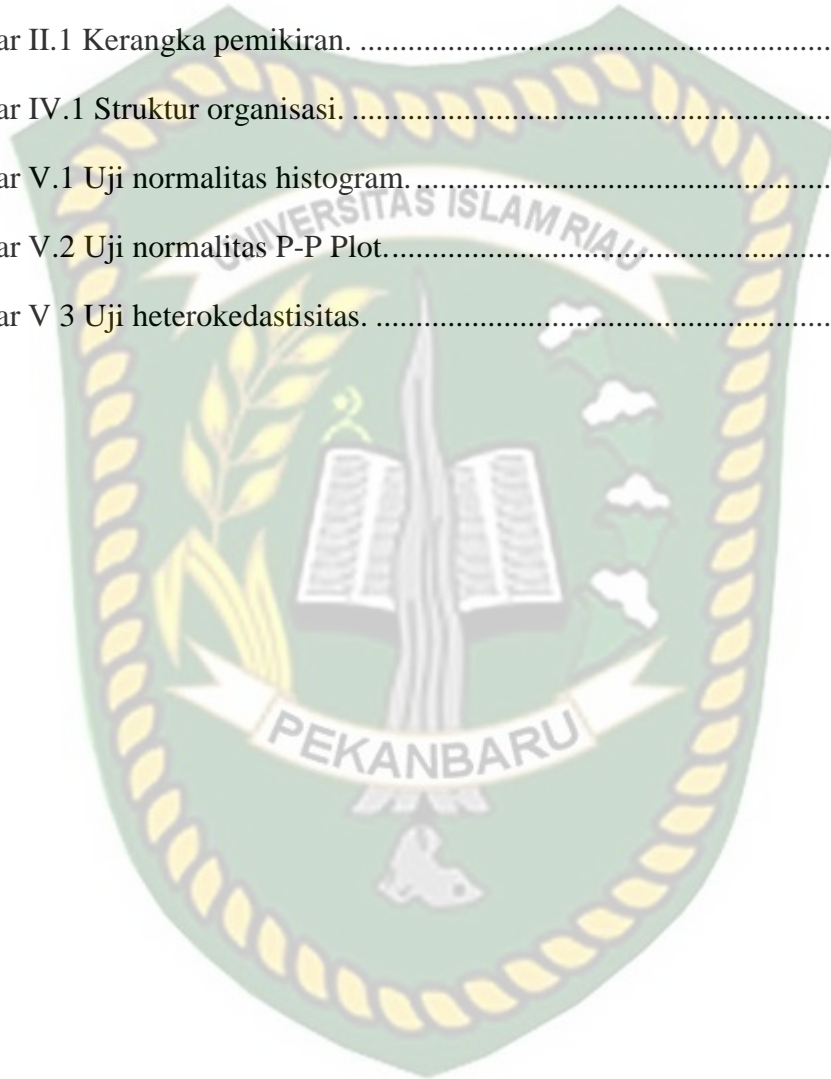 ar II.1 Kerangka pemikiran. ..........................................................................
ar IV.1 Struktur organisasi. ...........................................................................
ar V.1 Uji normalitas histogram. .................................................................
ar V.2 Uji normalitas P-P Plot.....................................................................
ar V 3 Uji heterokedastisitas. .......................................................................
UNIVERSITAS ISLAM RIAU
PEKANBARU